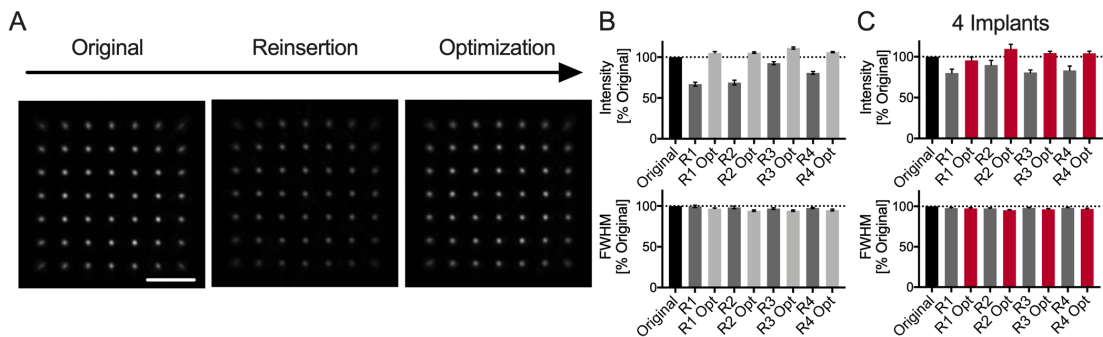 A
Original
Reinsertion
Optimization
B
Intensity
[% Original]
100
50
0
Original
R1
R1 Opt
R2
R2 Opt
R3
R3 Opt
R4
R4 Opt
FWHM
[% Original]
100
50
0
Original
R1
R1 Opt
R2
R2 Opt
R3
R3 Opt
R4
R4 Opt
C
4 Implants
Intensity
[% Original]
100
50
0
Original
R1
R1 Opt
R2
R2 Opt
R3
R3 Opt
R4
R4 Opt
FWHM
[% Original]
100
50
0
Original
R1
R1 Opt
R2
R2 Opt
R3
R3 Opt
R4
R4 Opt